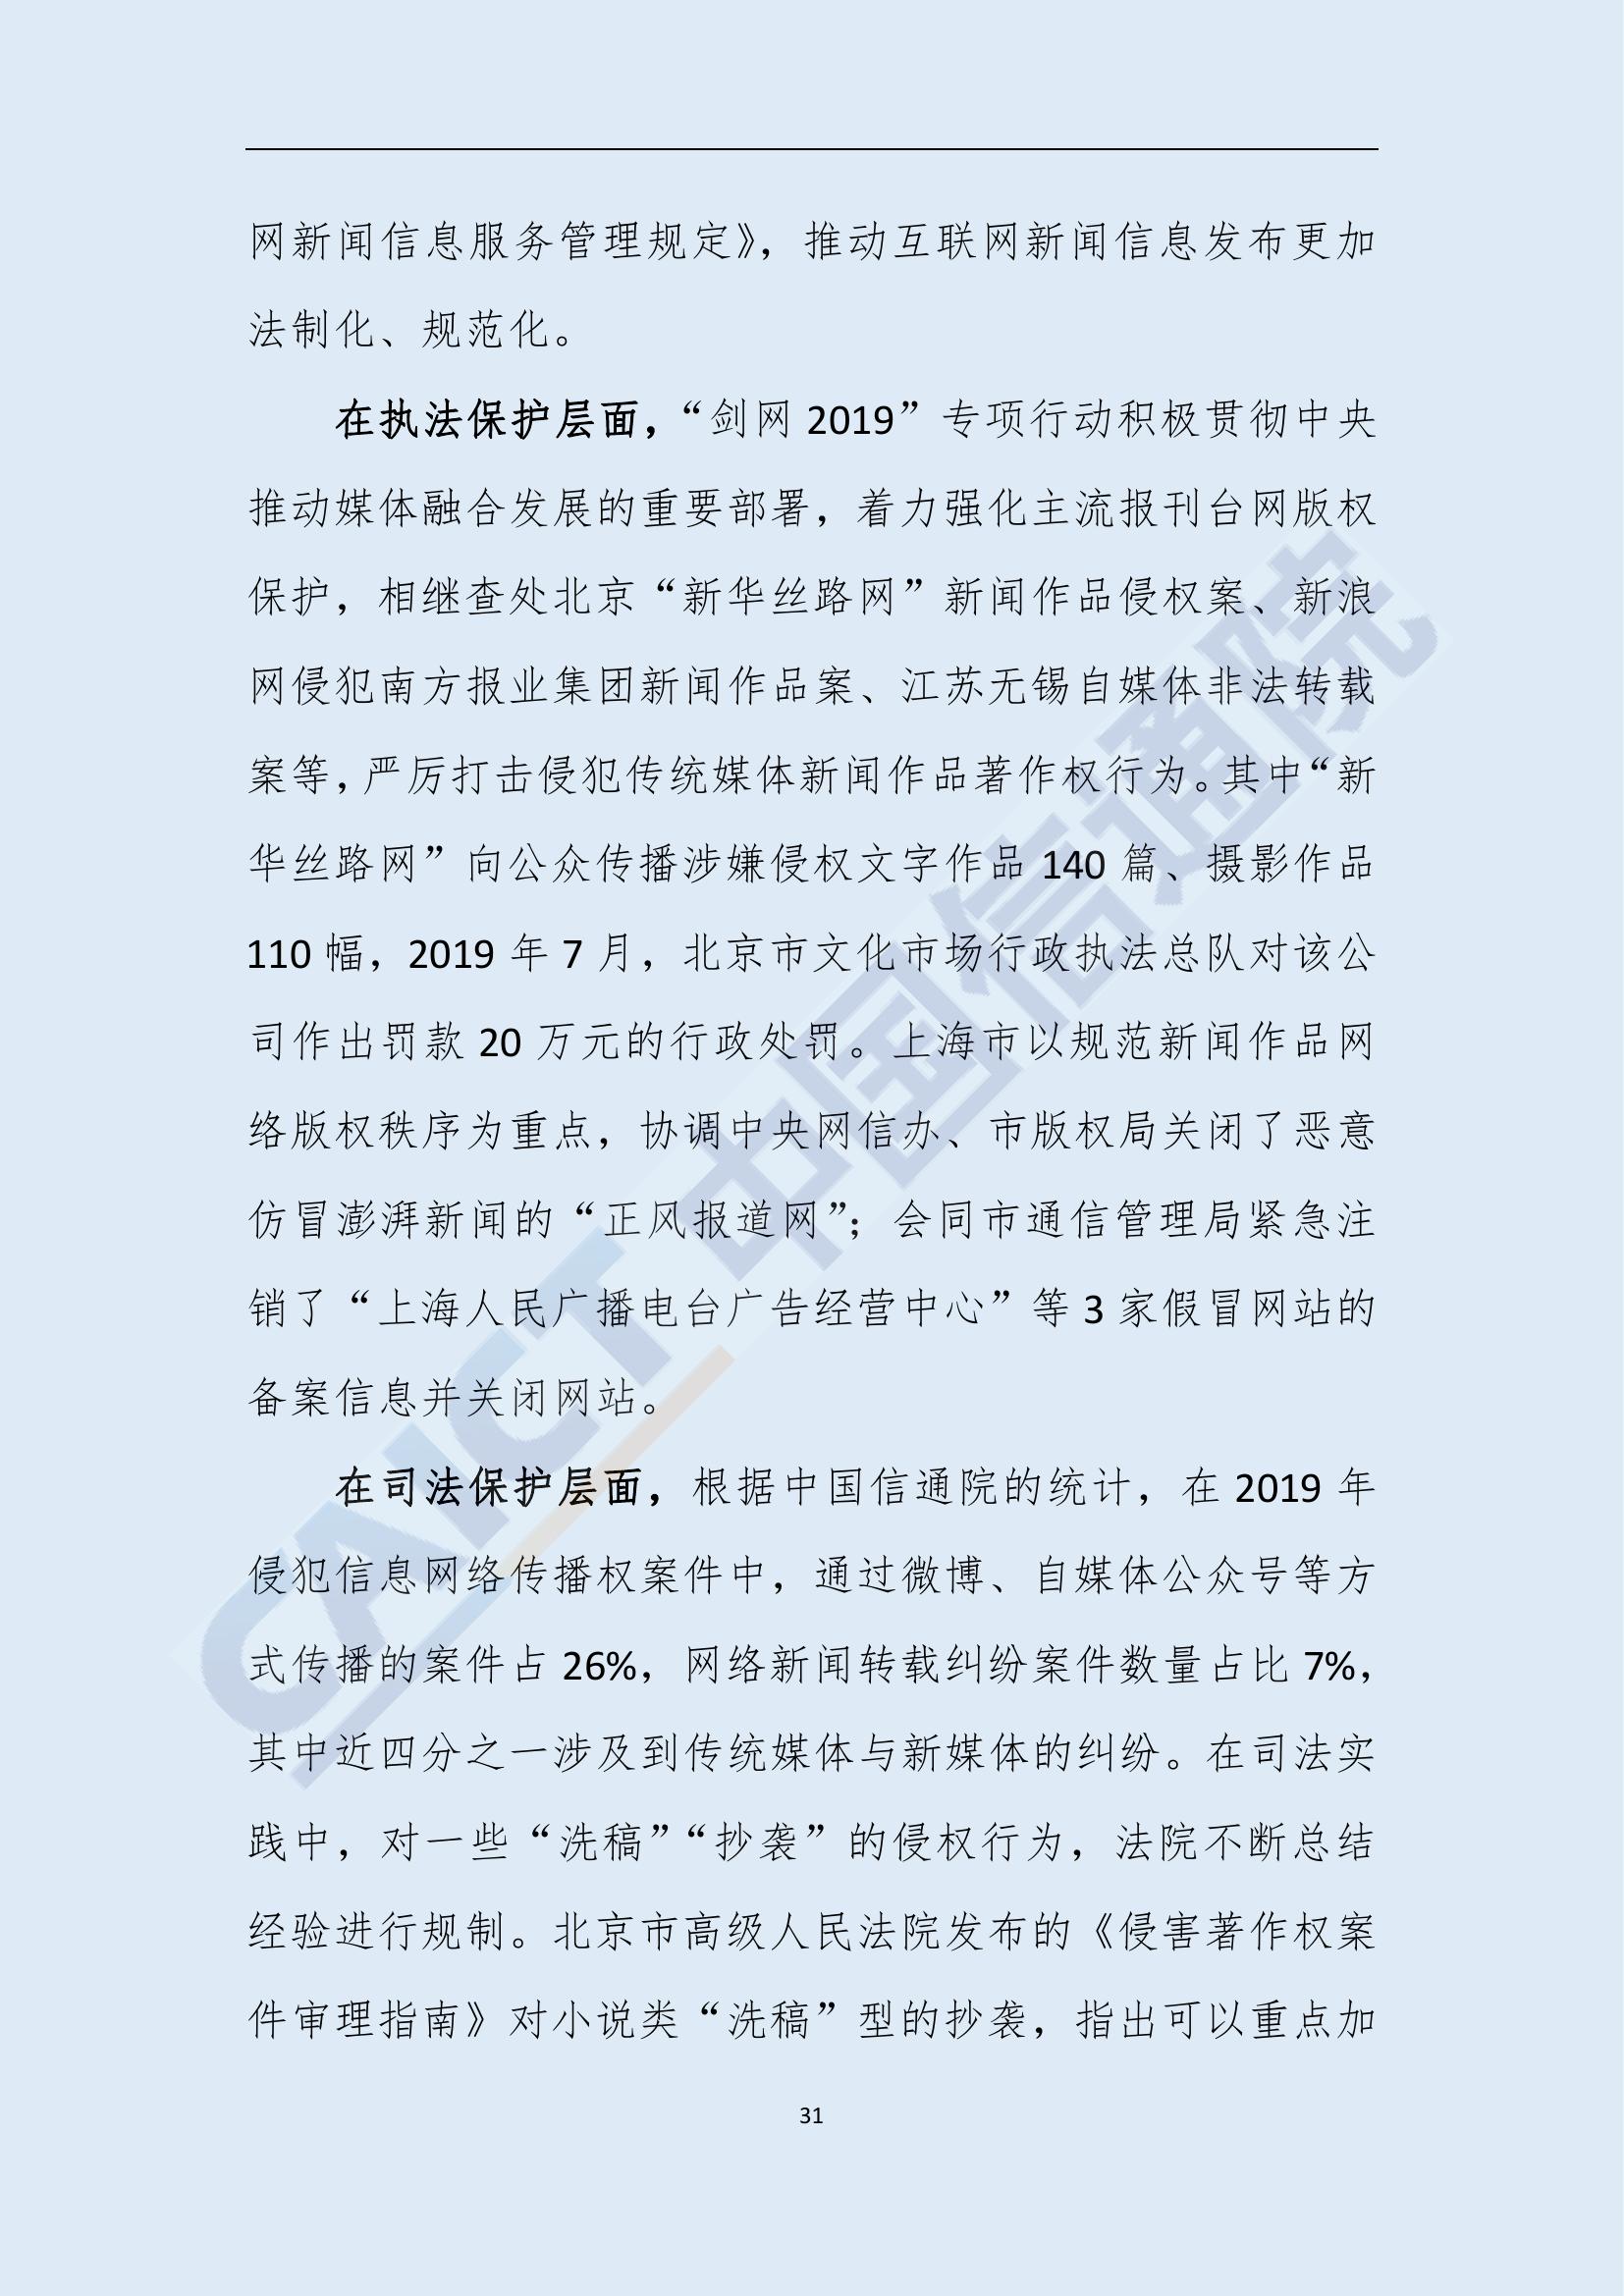 网新闻信息服务管理规定》，推动互联网新闻信息发布更加
法制化、规范化。
在执法保护层面，“剑网 2019”专项行动积极贯彻中央
推动媒体融合发展的重要部署，着力强化主流报刊台网版权
保护，相继查处北京“新华丝路网”新闻作品侵权案、新浪
网侵犯南方报业集团新闻作品案、江苏无锡自媒体非法转载
案等，严厉打击侵犯传统媒体新闻作品著作权行为。其中“新
华丝路网”向公众传播涉嫌侵权文字作品 140 篇、摄影作品
110 幅，2019 年 7 月，北京市文化市场行政执法总队对该公
司作出罚款 20 万元的行政处罚。上海市以规范新闻作品网
络版权秩序为重点，协调中央网信办、市版权局关闭了恶意
仿冒澎湃新闻的“正风报道网”；会同市通信管理局紧急注
销了“上海人民广播电台广告经营中心”等 3 家假冒网站的
备案信息并关闭网站。
在司法保护层面，根据中国信通院的统计，在 2019 年
侵犯信息网络传播权案件中，通过微博、自媒体公众号等方
式传播的案件占 26%，网络新闻转载纠纷案件数量占比 7%，
其中近四分之一涉及到传统媒体与新媒体的纠纷。在司法实
践中，对一些“洗稿”“抄袭”的侵权行为，法院不断总结
经验进行规制。北京市高级人民法院发布的《侵害著作权案
件审理指南》对小说类“洗稿”型的抄袭，指出可以重点加
31
CAICT 中国信通院